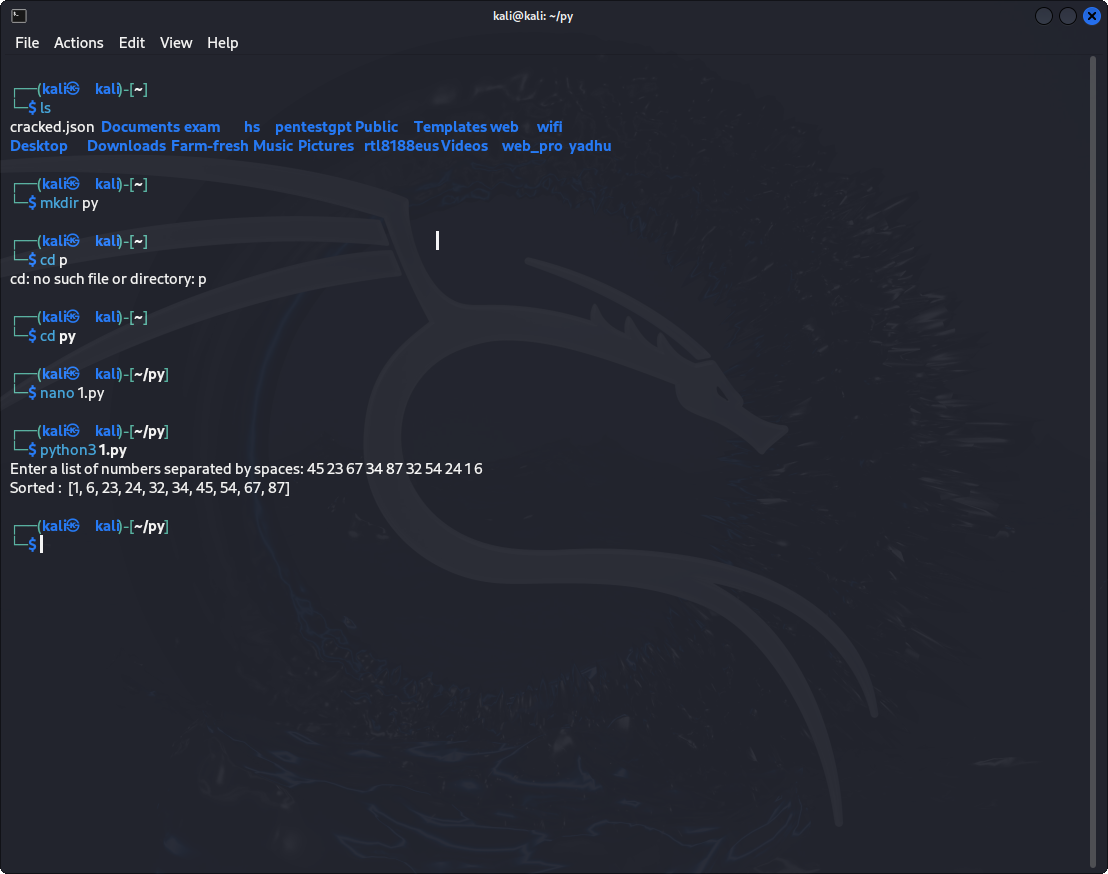 kali@kali: ~/py
File Actions Edit View Help
┌──(kali㉿kali)-[~]
└─$ ls
cracked.json Documents exam hs pentestgpt Public Templates web wifi
Desktop Downloads Farm-fresh Music Pictures rtl8188eus Videos web_pro yadhu
┌──(kali㉿kali)-[~]
└─$ mkdir py
┌──(kali㉿kali)-[~]
└─$ cd p
cd: no such file or directory: p
┌──(kali㉿kali)-[~]
└─$ cd py
┌──(kali㉿kali)-[~/py]
└─$ nano 1.py
┌──(kali㉿kali)-[~/py]
└─$ python3 1.py
Enter a list of numbers separated by spaces: 45 23 67 34 87 32 54 24 1 6
Sorted : [1, 6, 23, 24, 32, 34, 45, 54, 67, 87]
┌──(kali㉿kali)-[~/py]
└─$